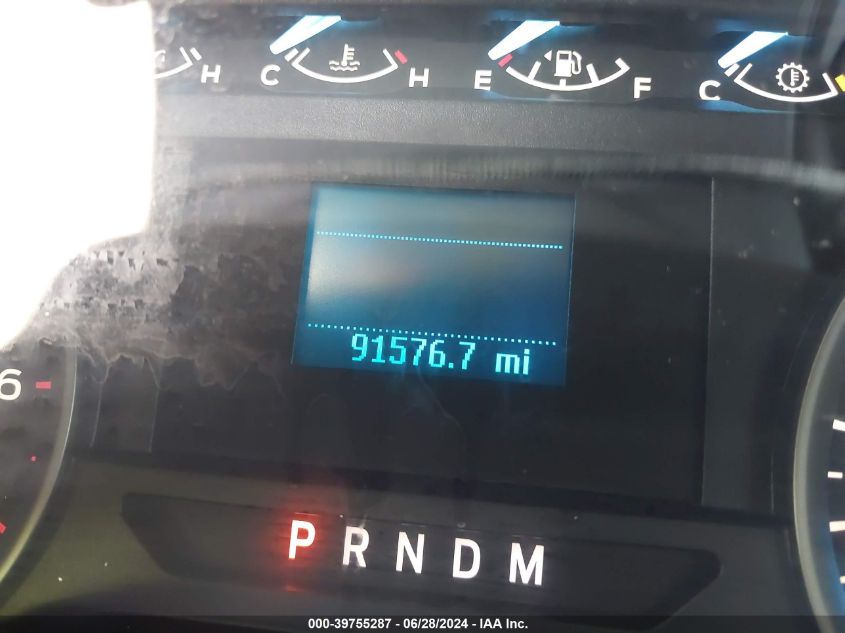 H C H E F C
91576.7 mi
6
P R N D M
000-39755287 - 06/28/2024 - IAA Inc.